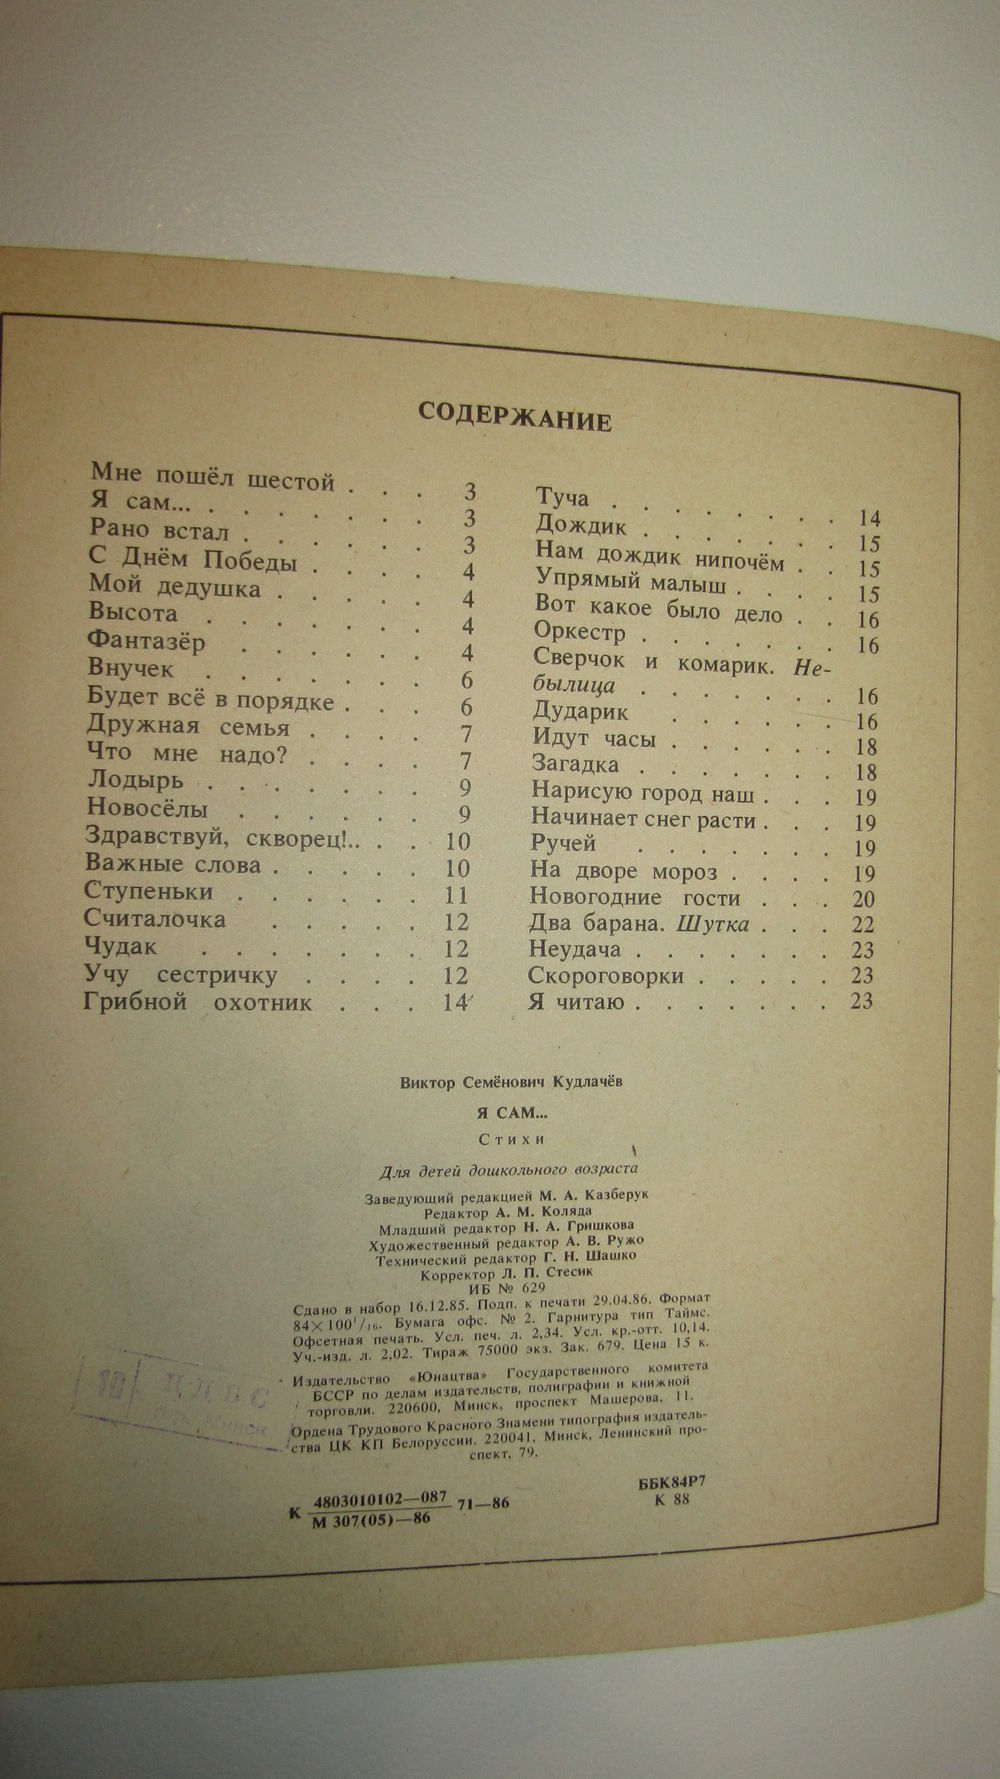 СОДЕРЖАНИЕ
Мне пошёл шестой . . . 3
Я сам... . . . . . . . 3
Рано встал . . . . . . 3
С Днём Победы . . . . 4
Мой дедушка . . . . . 4
Высота . . . . . . . 4
Фантазёр . . . . . . 4
Внучек . . . . . . . 6
Будет всё в порядке . . . 6
Дружная семья . . . . 7
Что мне надо? . . . . 7
Лодырь . . . . . . . 9
Новосёлы . . . . . . 9
Здравствуй, скворец!.. . . 10
Важные слова . . . . . 10
Ступеньки . . . . . . 11
Считалочка . . . . . 12
Чудак . . . . . . . 12
Учу сестричку . . . . 12
Грибной охотник . . . 14
Туча . . . . . . . . 14
Дождик . . . . . . . 15
Нам дождик нипочём . . 15
Упрямый малыш . . . . 15
Вот какое было дело . . 16
Оркестр . . . . . . . 16
Сверчок и комарик. Не-
былица . . . . . . . 16
Дударик . . . . . . 16
Идут часы . . . . . . 18
Загадка . . . . . . . 18
Нарисую город наш . . . 19
Начинает снег расти . . . 19
Ручей . . . . . . . 19
На дворе мороз . . . . 19
Новогодние гости . . . 20
Два барана. Шутка . . . 22
Неудача . . . . . . . 23
Скороговорки . . . . . 23
Я читаю . . . . . . . 23
Виктор Семёнович Кудлачёв
Я САМ...
Стихи
Для детей дошкольного возраста
Заведующий редакцией М. А. Казберук
Редактор А. М. Коляда
Младший редактор Н. А. Гришкова
Художественный редактор А. В. Ружо
Технический редактор Г. Н. Шашко
Корректор Л. П. Стесик
ИБ № 629
Сдано в набор 16.12.85. Подп. к печати 29.04.86. Формат
84×100¹/₁₆. Бумага офс. № 2. Гарнитура тип Таймс.
Офсетная печать. Усл. печ. л. 2,34. Усл. кр.-отт. 10,14.
Уч.-изд. л. 2,02. Тираж 75000 экз. Зак. 679. Цена 15 к.
Издательство «Юнацтва» Государственного комитета
БССР по делам издательств, полиграфии и книжной
торговли. 220600, Минск, проспект Машерова, 11.
Ордена Трудового Красного Знамени типография издатель-
ства ЦК КП Белоруссии. 220041, Минск, Ленинский про-
спект, 79.
К 4803010102—087 71—86
М 307(05)—86
ББК84Р7
К 88